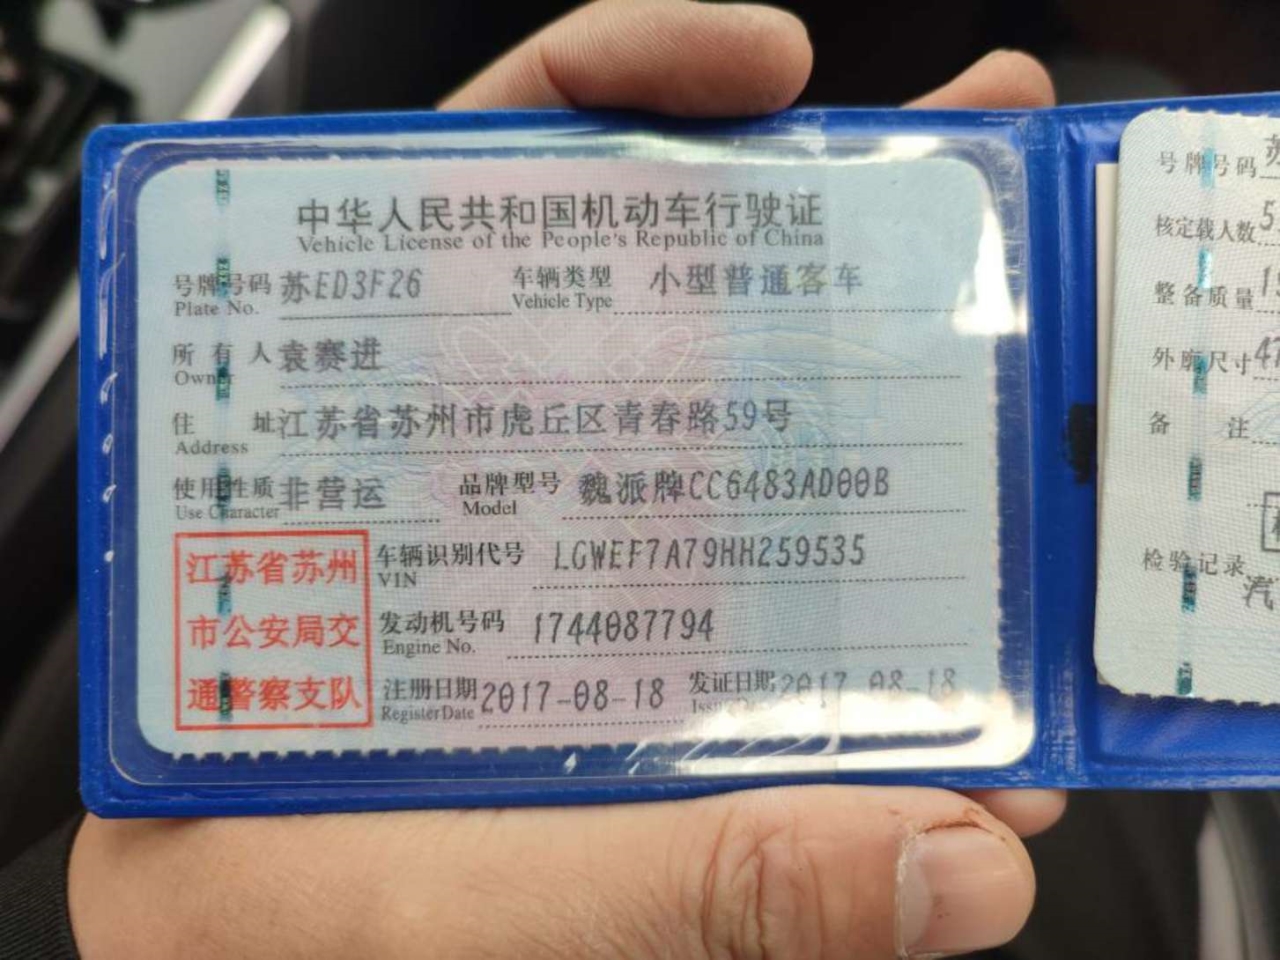 中华人民共和国机动车行驶证
Vehicle License of the People's Republic of China
号牌号码 苏ED3F26 车辆类型 小型普通客车
Plate No. Vehicle Type
所有人 袁赛进
Owner
住址 江苏省苏州市虎丘区青春路59号
Address
使用性质 非营运 品牌型号 魏派牌CC6483AD00B
Use Character Model
江苏省苏州
市公安局交
通警察支队
车辆识别代号 LGWEF7A79HH259535
VIN
发动机号码 1744087794
Engine No.
注册日期 2017-08-18 发证日期 2017-08-18
Register Date
号牌号码 苏
核定载人数 5
整备质量 1
外廓尺寸 47
备注
检验记录
汽